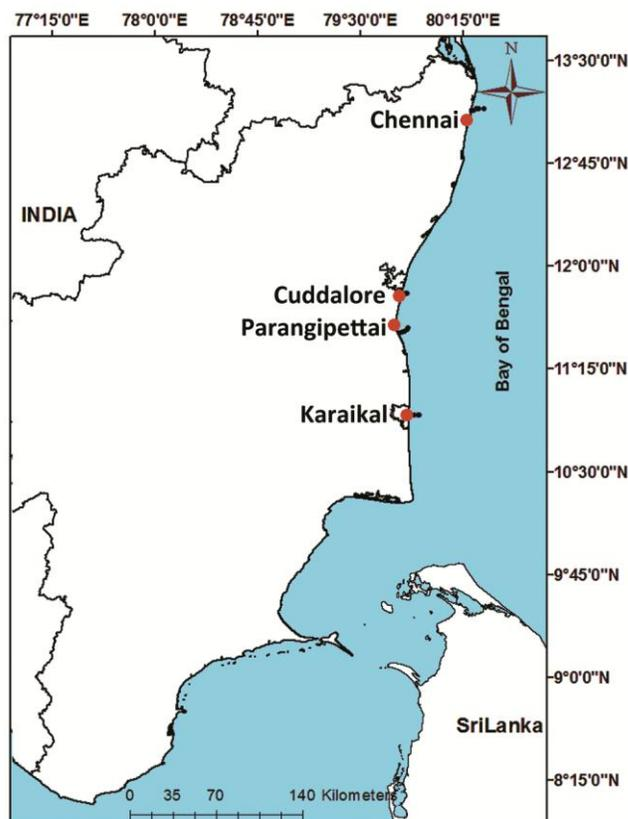 77°15'0"E 78°0'0"E 78°45'0"E 79°30'0"E 80°15'0"E
N
13°30'0"N
Chennai
12°45'0"N
INDIA
12°0'0"N
Cuddalore
Parangipettai
Bay of Bengal
11°15'0"N
Karaikal
10°30'0"N
9°45'0"N
9°0'0"N
SriLanka
8°15'0"N
0 35 70 140 Kilometers